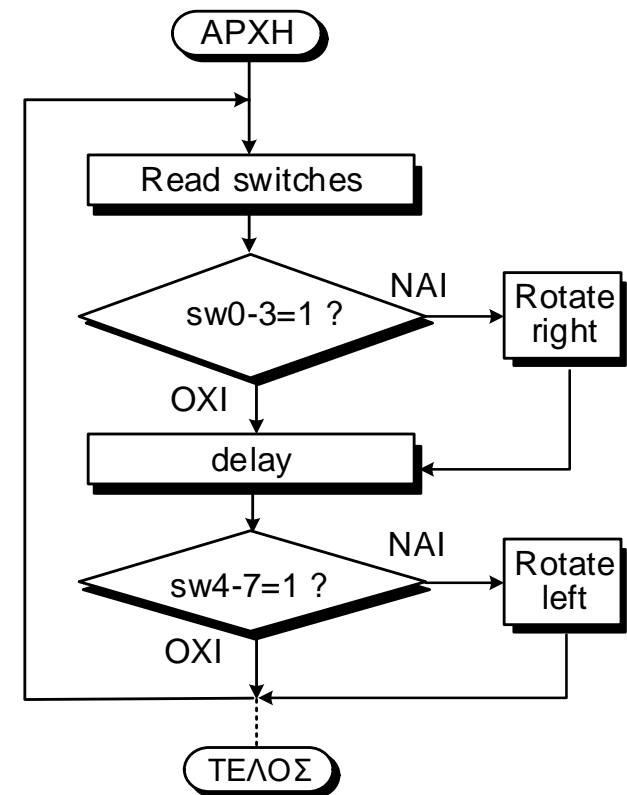 ΑΡΧΗ
Read switches
sw0-3=1 ?
ΝΑΙ
Rotate
right
ΟΧΙ
delay
sw4-7=1 ?
ΝΑΙ
Rotate
left
ΟΧΙ
ΤΕΛΟΣ